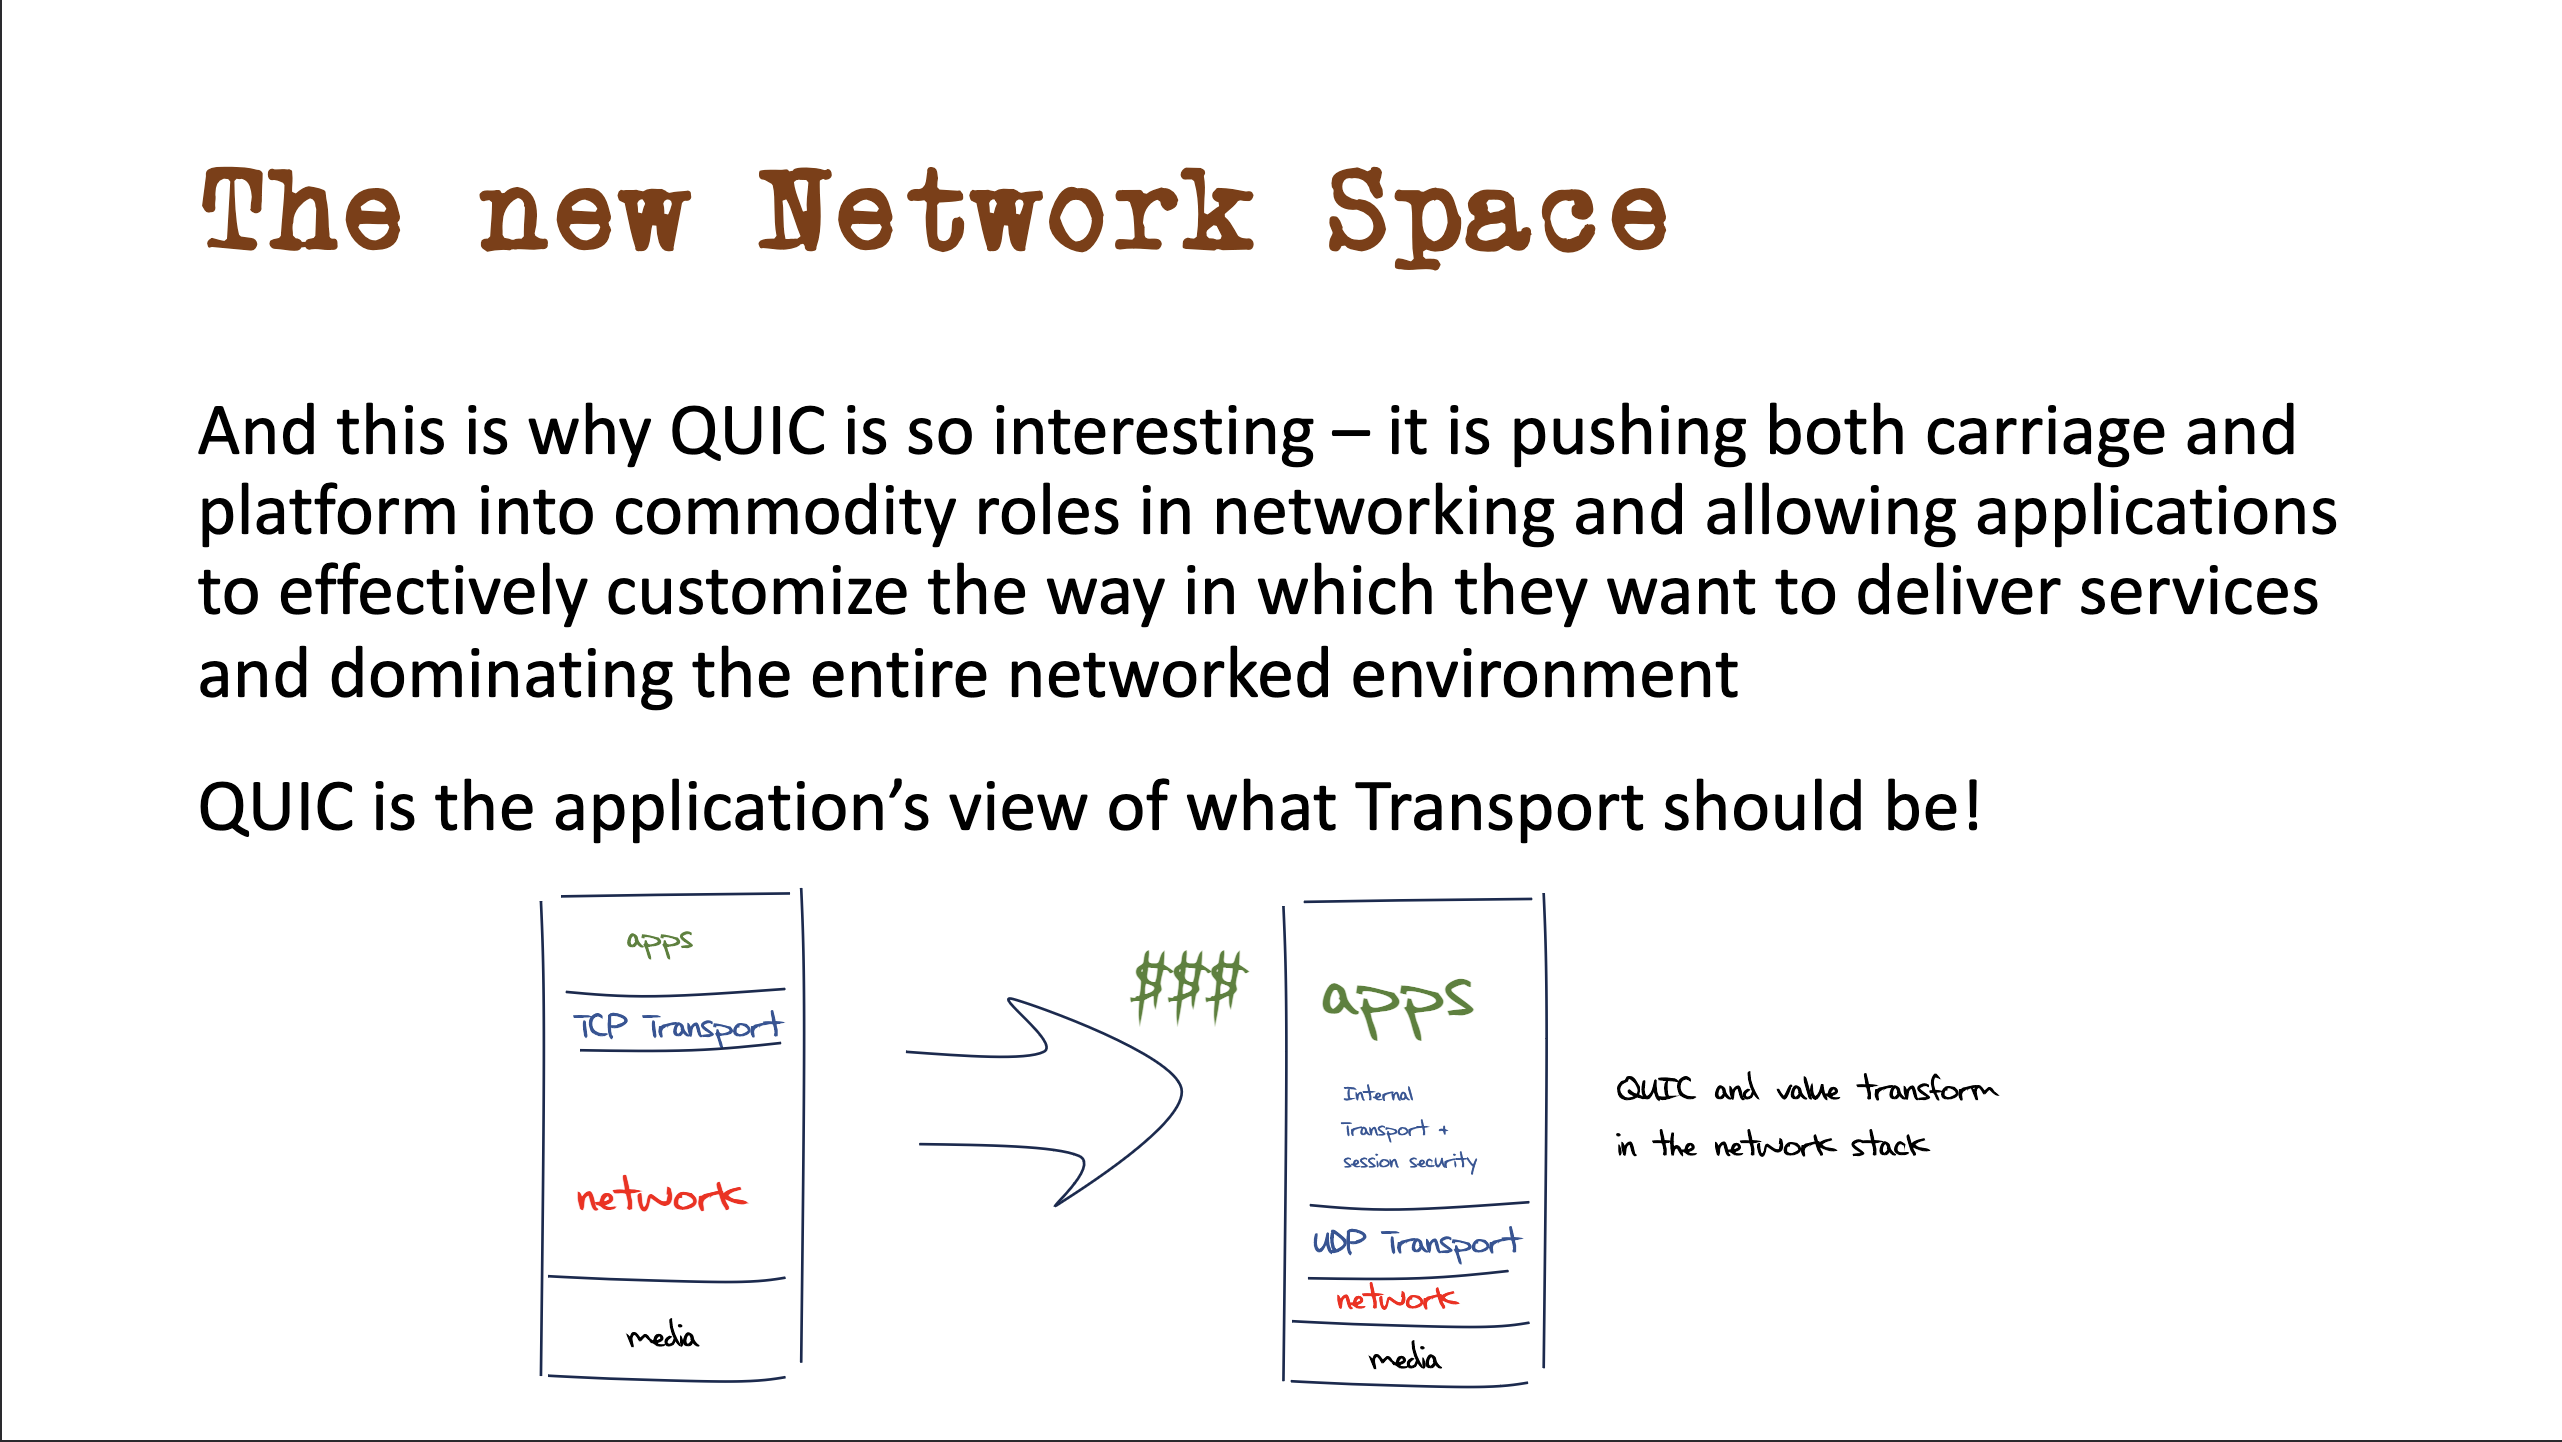 The new Network Space
And this is why QUIC is so interesting – it is pushing both carriage and
platform into commodity roles in networking and allowing applications
to effectively customize the way in which they want to deliver services
and dominating the entire networked environment
QUIC is the application’s view of what Transport should be!
apps
TCP Transport
network
media
$$$
apps
Internal
Transport +
session security
UDP Transport
network
media
QUIC and value transform
in the network stack